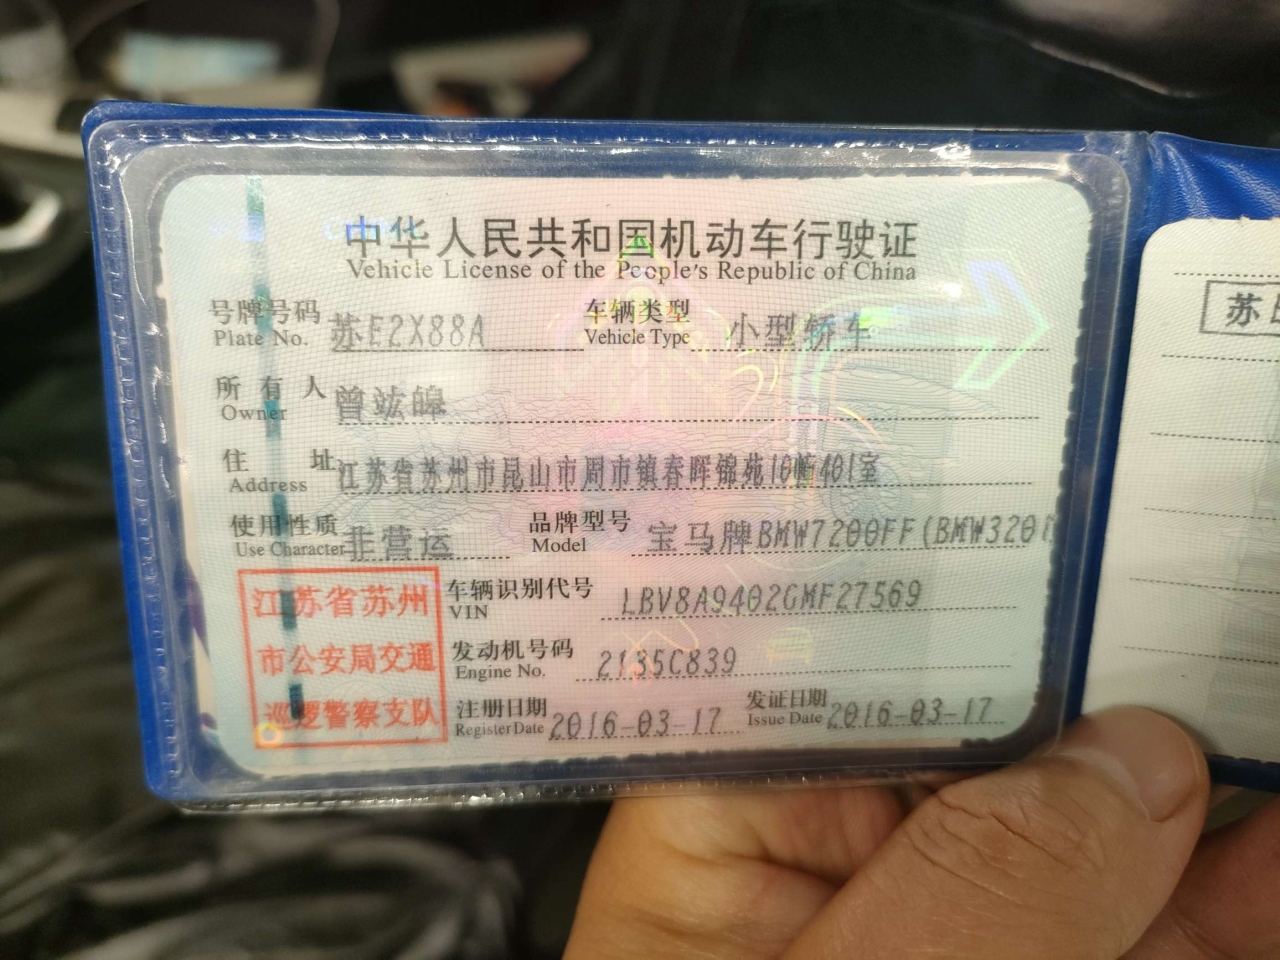 中华人民共和国机动车行驶证
Vehicle License of the People's Republic of China
号牌号码 苏E2X88A 车辆类型 小型轿车
Plate No. Vehicle Type
所有人 曾竑皞
Owner
住址 江苏省苏州市昆山市周市镇春晖锦苑10幢401室
Address
使用性质 非营运 品牌型号 宝马牌BMW7200FF(BMW320
Use Character Model
江苏省苏州
市公安局交通
巡逻警察支队
车辆识别代号 LBV8A9402GMF27569
VIN
发动机号码 2135C839
Engine No.
注册日期 2016-03-17 发证日期 2016-03-17
Register Date Issue Date
苏